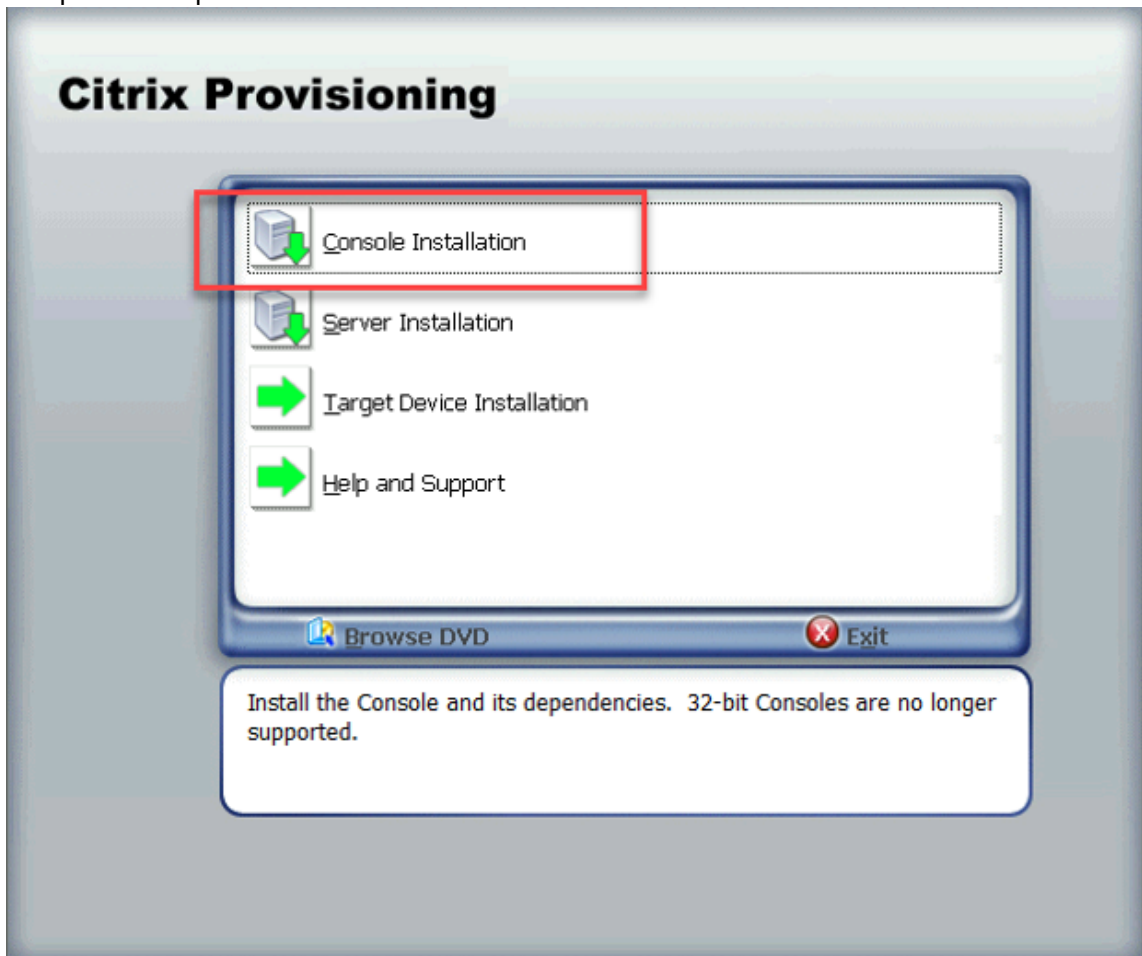 Citrix Provisioning
Console Installation
Server Installation
Target Device Installation
Help and Support
Browse DVD
Exit
Install the Console and its dependencies.  32-bit Consoles are no longer
supported.